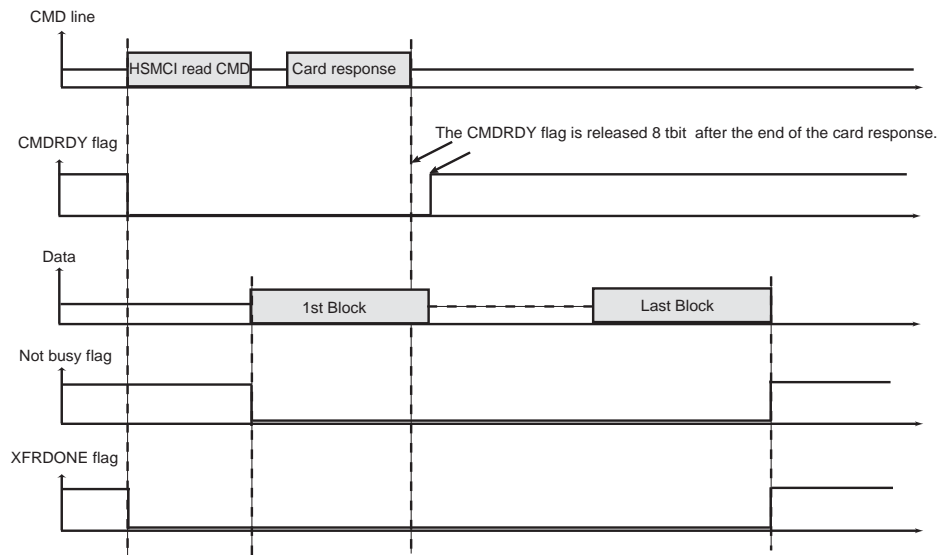 CMD line
HSMCI read CMD
Card response
The CMDRDY flag is released 8 tbit after the end of the card response.
CMDRDY flag
Data
1st Block
Last Block
Not busy flag
XFRDONE flag